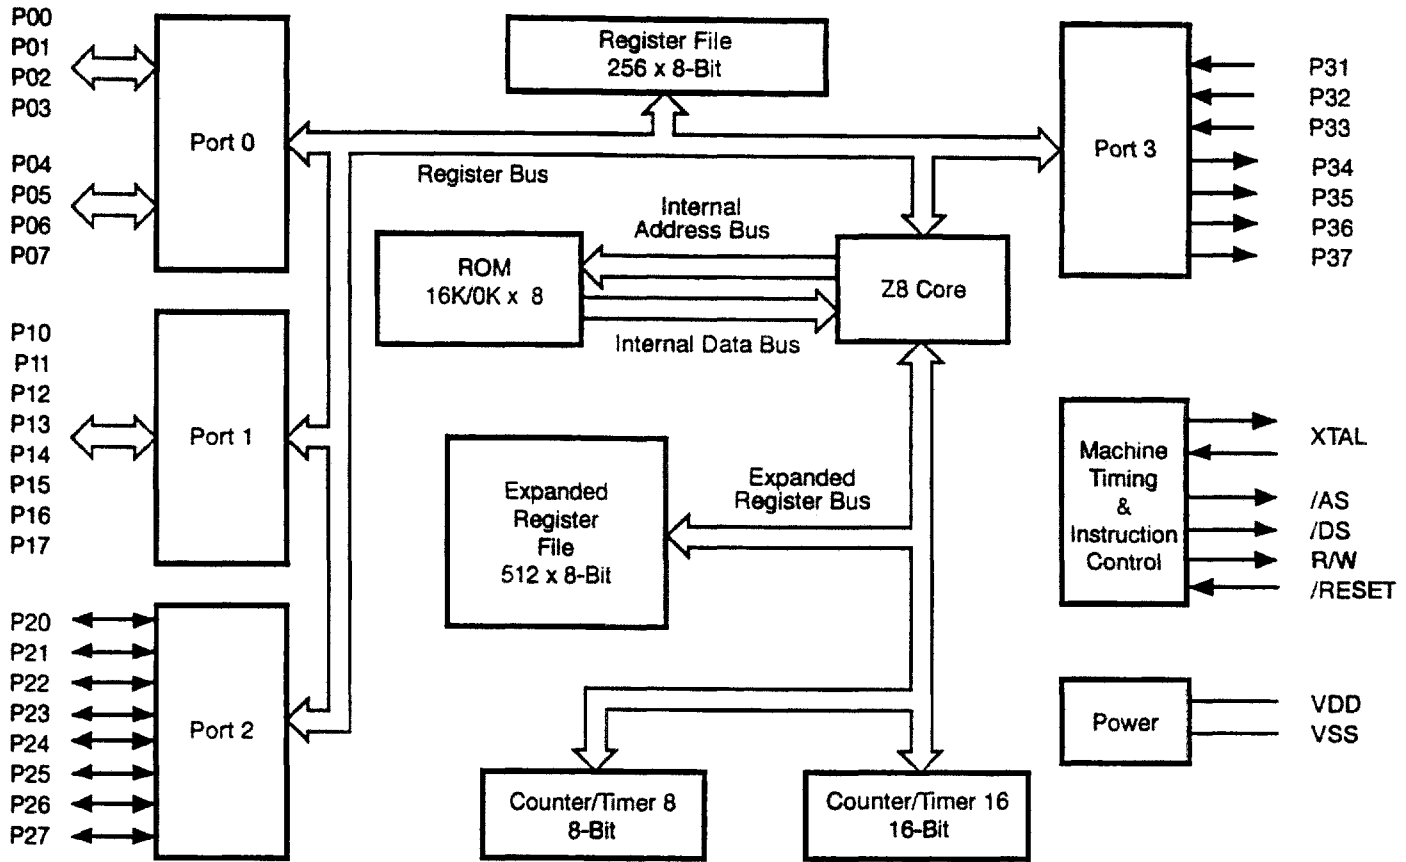 P00
P01
P02
P03
P04
P05
P06
P07
Port 0
Register File
256 x 8-Bit
Port 3
P31
P32
P33
P34
P35
P36
P37
Register Bus
Internal
Address Bus
ROM
16K/0K x 8
Z8 Core
Internal Data Bus
P10
P11
P12
P13
P14
P15
P16
P17
Port 1
Expanded
Register
File
512 x 8-Bit
Expanded
Register Bus
Machine
Timing
&
Instruction
Control
XTAL
/AS
/DS
R/W
/RESET
P20
P21
P22
P23
P24
P25
P26
P27
Port 2
Power
VDD
VSS
Counter/Timer 8
8-Bit
Counter/Timer 16
16-Bit